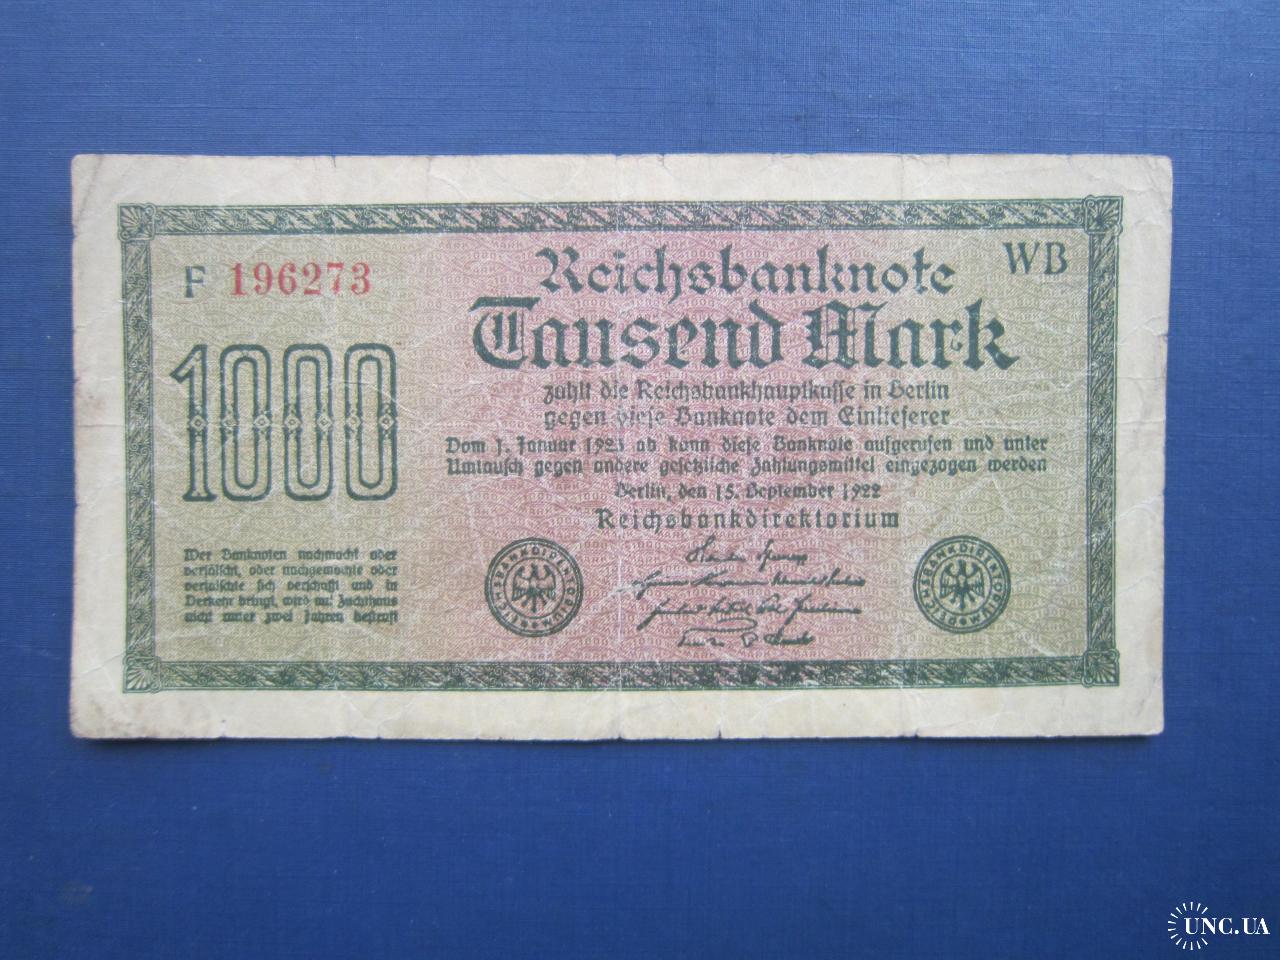 F 196273
WB
Reichsbanknote
Tausend Mark
1000
zahlt die Reichsbankhauptkasse in Berlin
gegen diese Banknote dem Einlieferer
Vom 1. Januar 1923 ab kann diese Banknote aufgerufen und unter
Umtausch gegen andere gesetzliche Zahlungsmittel eingezogen werden
Berlin, den 15. September 1922
Reichsbankdirektorium
Wer Banknoten nachmacht oder
verfälscht, oder nachgemachte oder
verfälschte sich verschafft und in
Verkehr bringt, wird mit Zuchthaus
nicht unter zwei Jahren bestraft
REICHSBANKDIREKTORIUM
REICHSBANKDIREKTORIUM
UNC.UA